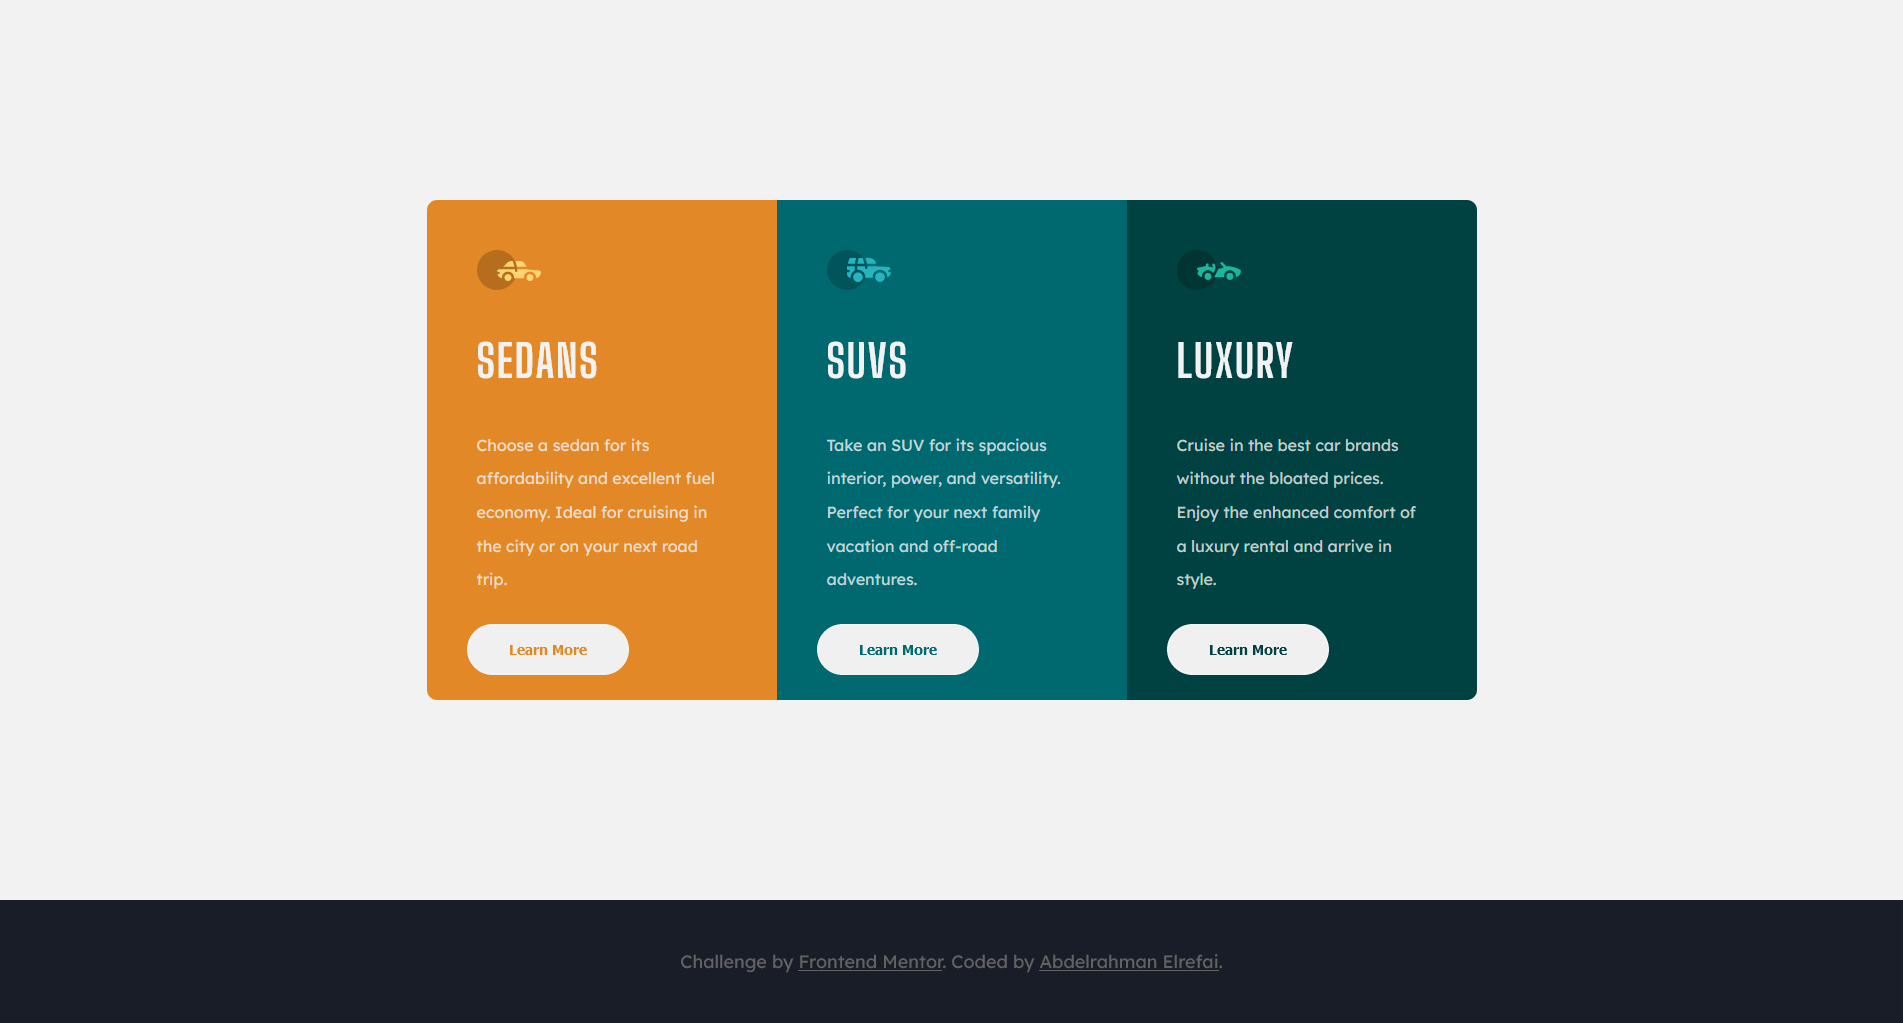 SEDANS
Choose a sedan for its
affordability and excellent fuel
economy. Ideal for cruising in
the city or on your next road
trip.
Learn More
SUVS
Take an SUV for its spacious
interior, power, and versatility.
Perfect for your next family
vacation and off-road
adventures.
Learn More
LUXURY
Cruise in the best car brands
without the bloated prices.
Enjoy the enhanced comfort of
a luxury rental and arrive in
style.
Learn More
Challenge by Frontend Mentor. Coded by Abdelrahman Elrefai.